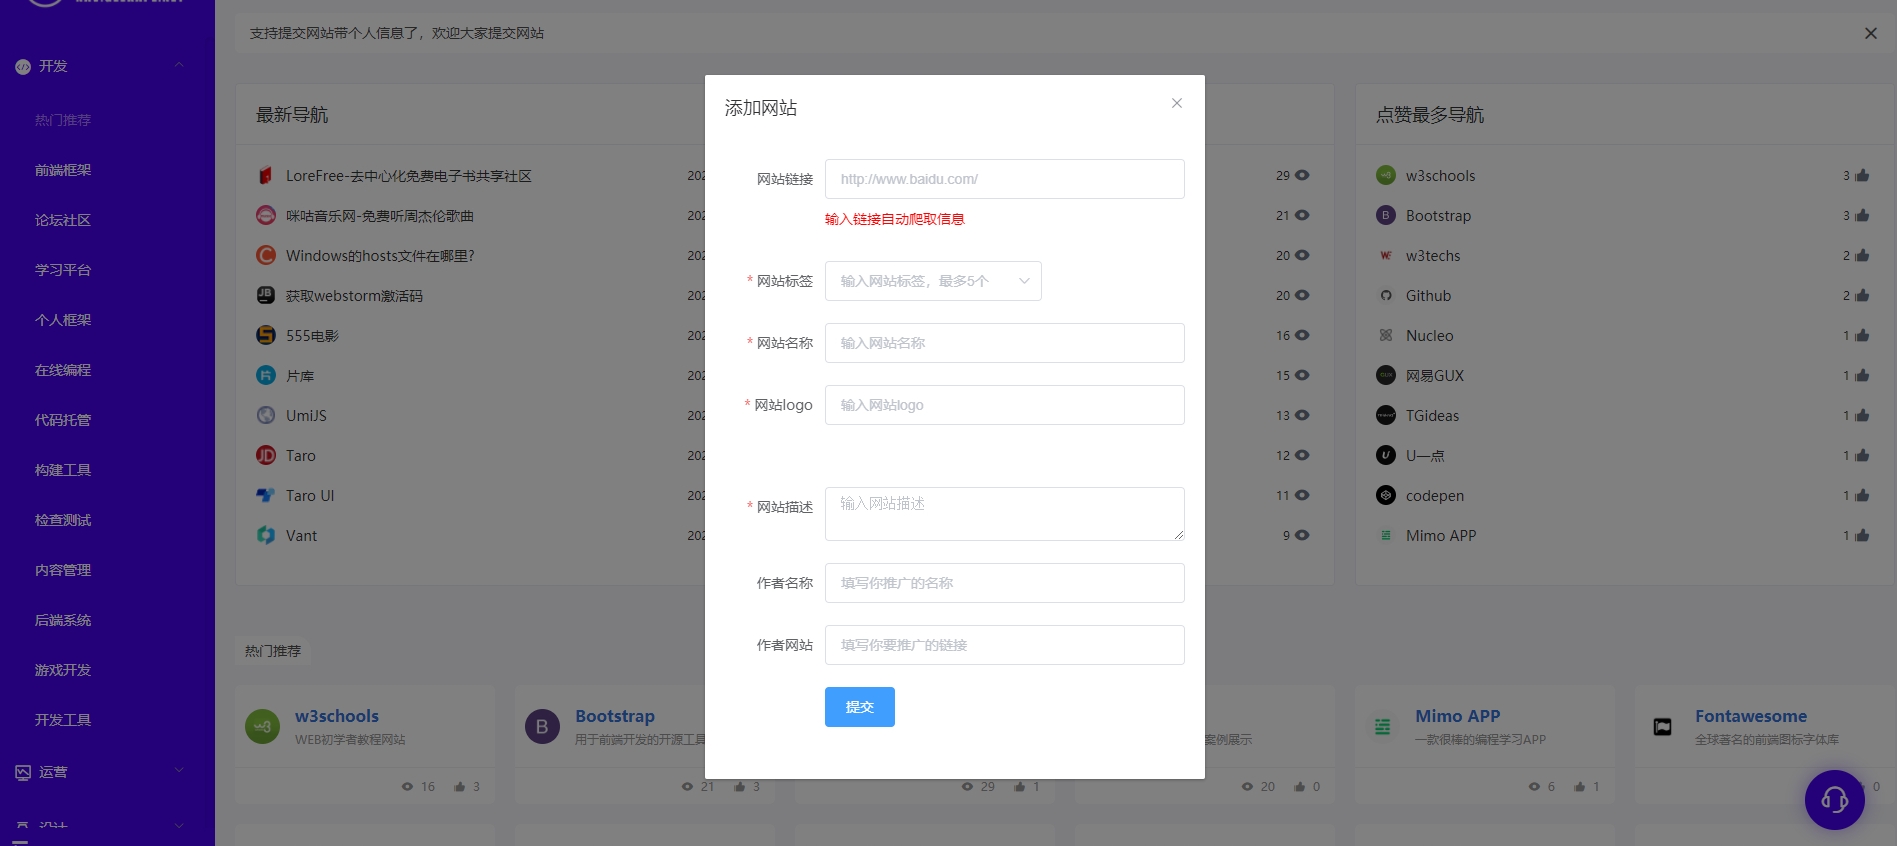 支持提交网站带个人信息了，欢迎大家提交网站
开发
热门推荐
前端框架
论坛社区
学习平台
个人框架
在线编程
代码托管
构建工具
检查测试
内容管理
后端系统
游戏开发
开发工具
运营
设计
最新导航
LoreFree-去中心化免费电子书共享社区
202
29
咪咕音乐网-免费听周杰伦歌曲
202
21
Windows的hosts文件在哪里?
202
20
获取webstorm激活码
202
20
555电影
202
16
片库
202
15
UmiJS
202
13
Taro
202
12
Taro UI
202
11
Vant
202
9
添加网站
网站链接
http://www.baidu.com/
输入链接自动爬取信息
* 网站标签
输入网站标签，最多5个
* 网站名称
输入网站名称
* 网站logo
输入网站logo
* 网站描述
输入网站描述
作者名称
填写你推广的名称
作者网站
填写你要推广的链接
提交
点赞最多导航
w3schools
3
Bootstrap
3
w3techs
2
Github
2
Nucleo
1
网易GUX
1
TGideas
1
U一点
1
codepen
1
Mimo APP
1
热门推荐
w3schools
WEB初学者教程网站
16 3
Bootstrap
用于前端开发的开源工具
21 3
29 1
案例展示
20 0
Mimo APP
一款很棒的编程学习APP
6 1
Fontawesome
全球著名的前端图标字体库
0